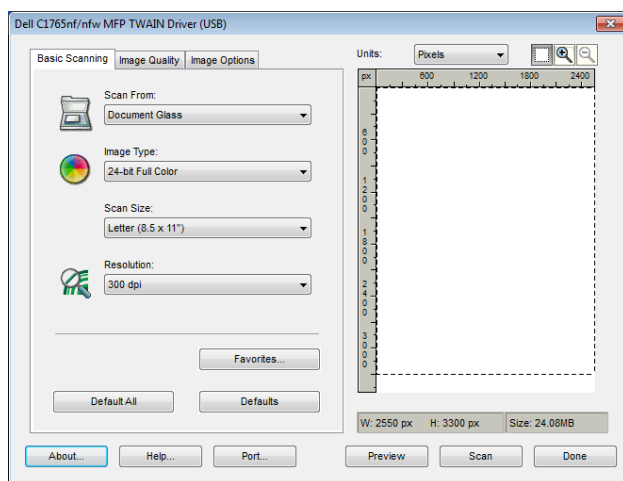 Dell C1765nf/nfw MFP TWAIN Driver (USB)
Basic Scanning Image Quality Image Options
Scan From:
Document Glass
Image Type:
24-bit Full Color
Scan Size:
Letter (8.5 x 11")
Resolution:
300 dpi
Favorites...
Default All Defaults
Units: Pixels
px 600 1200 1800 2400
600
1200
1800
2400
3000
W: 2550 px H: 3300 px Size: 24.08MB
About... Help... Port... Preview Scan Done